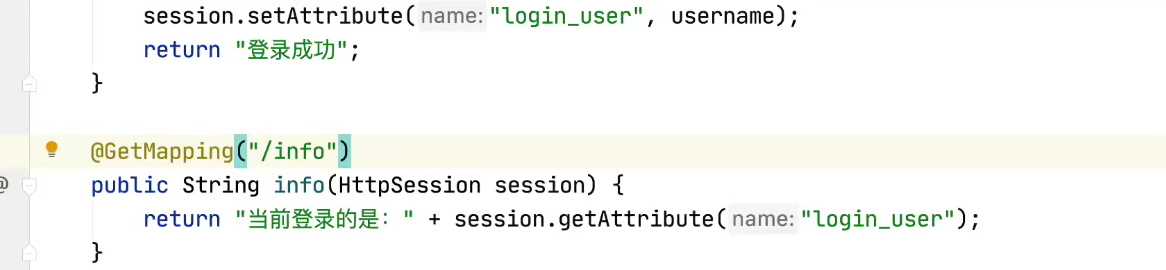 session.setAttribute( name: "login_user", username);
return "登录成功";
}
@GetMapping("/info")
@ public String info(HttpSession session) {
return "当前登录的是：" + session.getAttribute( name: "login_user");
}